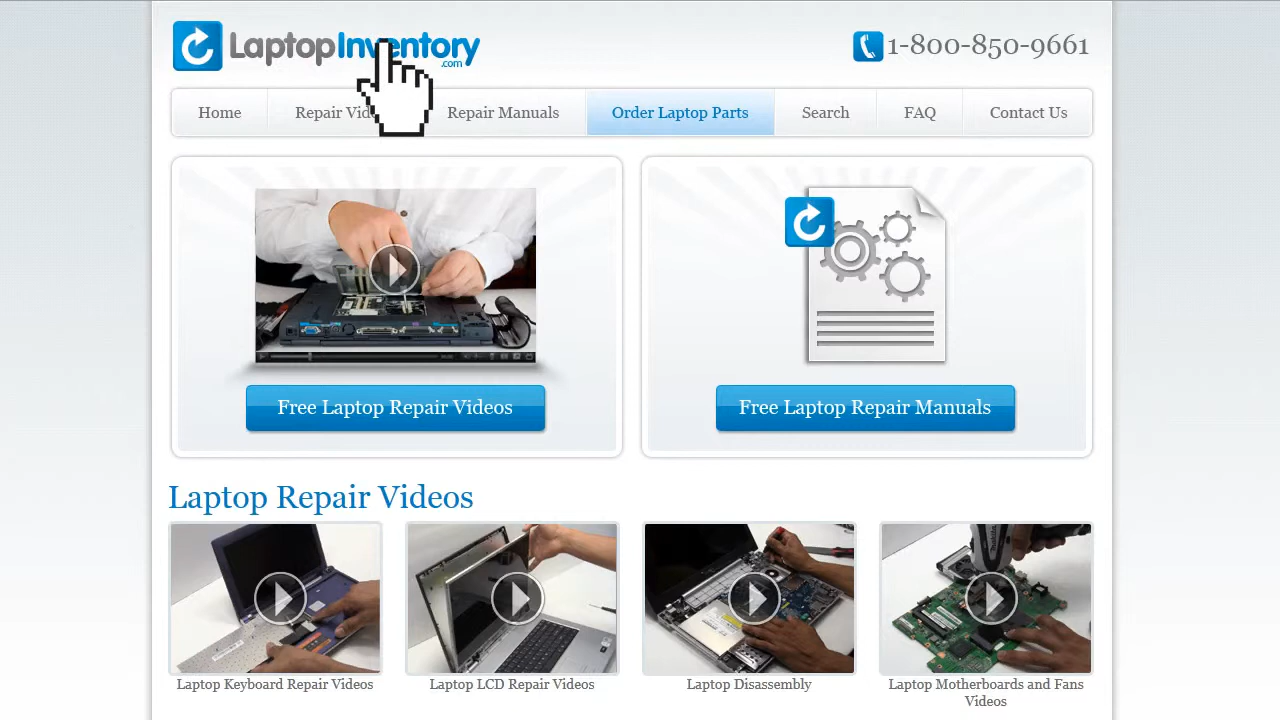 LaptopInventory
.com
1-800-850-9661
Home
Repair
Repair Manuals
Order Laptop Parts
Search
FAQ
Contact Us
Free Laptop Repair Videos
Free Laptop Repair Manuals
Laptop Repair Videos
Laptop Keyboard Repair Videos
Laptop LCD Repair Videos
Laptop Disassembly
Laptop Motherboards and Fans
Videos